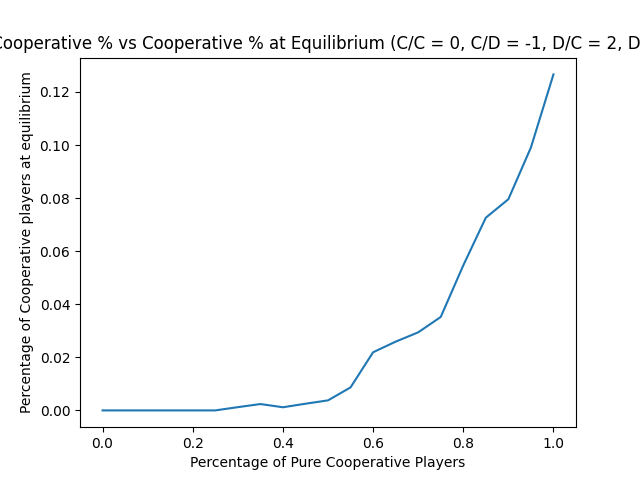 Cooperative % vs Cooperative % at Equilibrium (C/C = 0, C/D = -1, D/C = 2, D
Percentage of Cooperative players at equilibrium
0.12
0.10
0.08
0.06
0.04
0.02
0.00
0.0 0.2 0.4 0.6 0.8 1.0
Percentage of Pure Cooperative Players